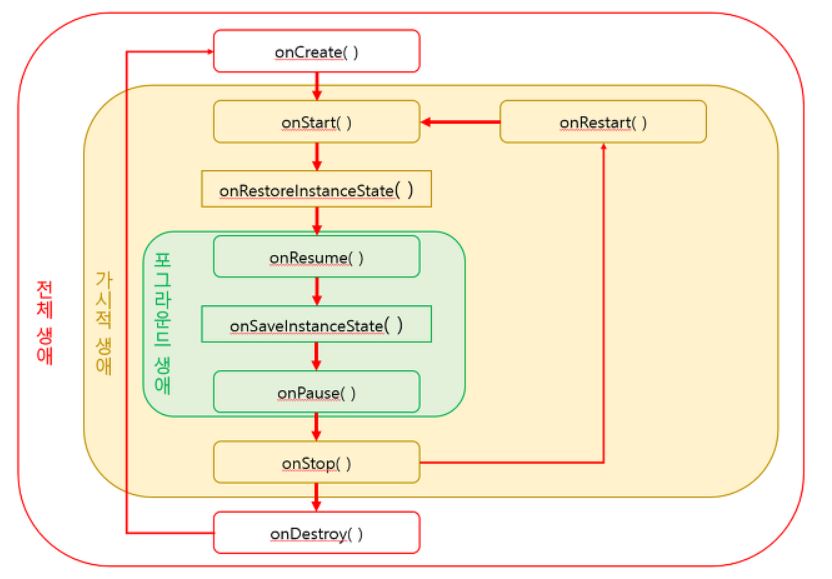 onCreate( )
onStart( )
onRestart( )
onRestoreInstanceState( )
onResume( )
onSaveInstanceState( )
onPause( )
onStop( )
onDestroy( )
전체 생애
가시적 생애
포그라운드 생애